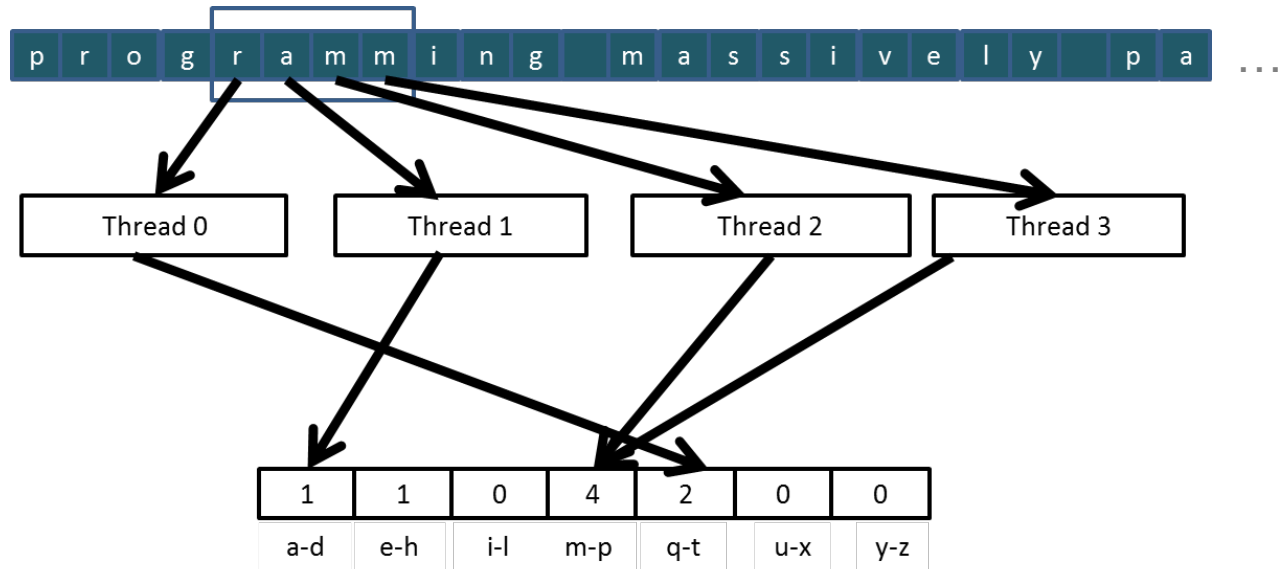 p r o g r a m m i n g m a s s i v e l y p a ...
Thread 0 Thread 1 Thread 2 Thread 3
1 1 0 4 2 0 0
a-d e-h i-l m-p q-t u-x y-z